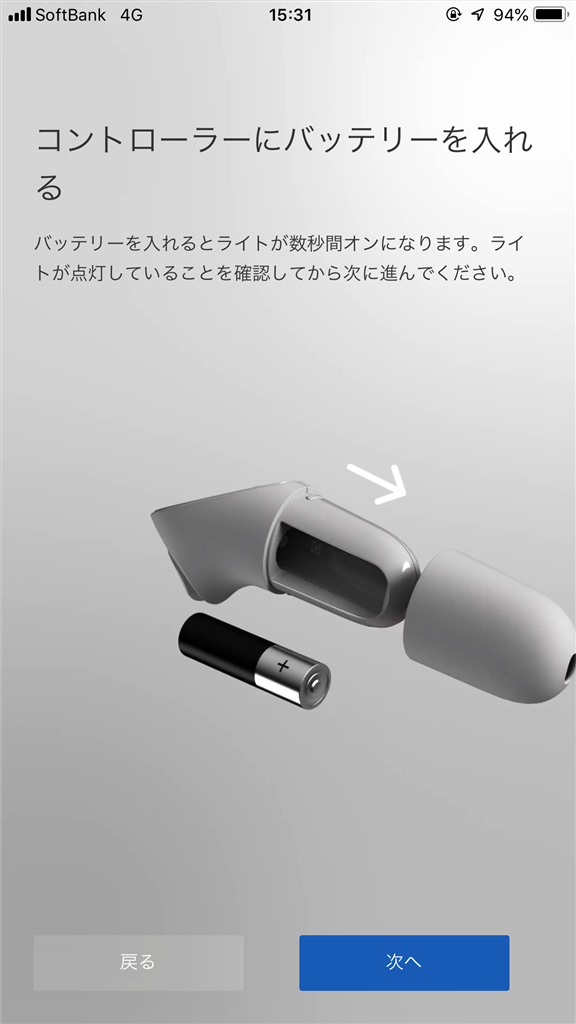 SoftBank 4G 15:31 94%
コントローラーにバッテリーを入れ
る
バッテリーを入れるとライトが数秒間オンになります。ライ
トが点灯していることを確認してから次に進んでください。
+
戻る 次へ